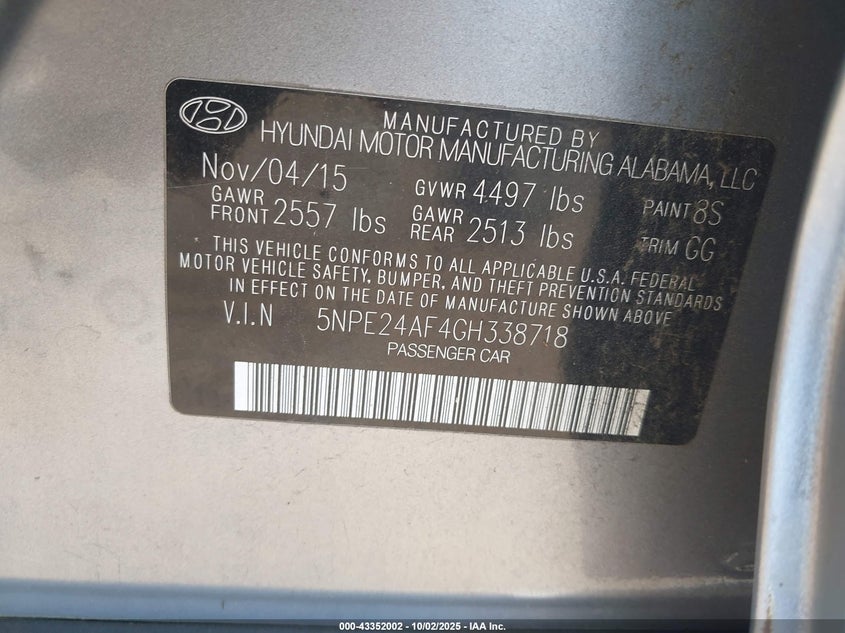 MANUFACTURED BY
HYUNDAI MOTOR MANUFACTURING ALABAMA, LLC
Nov/04/15 GVWR 4497 lbs PAINT 8S
GAWR FRONT 2557 lbs GAWR REAR 2513 lbs TRIM GG
THIS VEHICLE CONFORMS TO ALL APPLICABLE U.S.A. FEDERAL
MOTOR VEHICLE SAFETY, BUMPER, AND THEFT PREVENTION STANDARDS
IN EFFECT ON THE DATE OF MANUFACTURE SHOWN ABOVE
V.I.N 5NPE24AF4GH338718
PASSENGER CAR
000-43352002 - 10/02/2025 - IAA Inc.